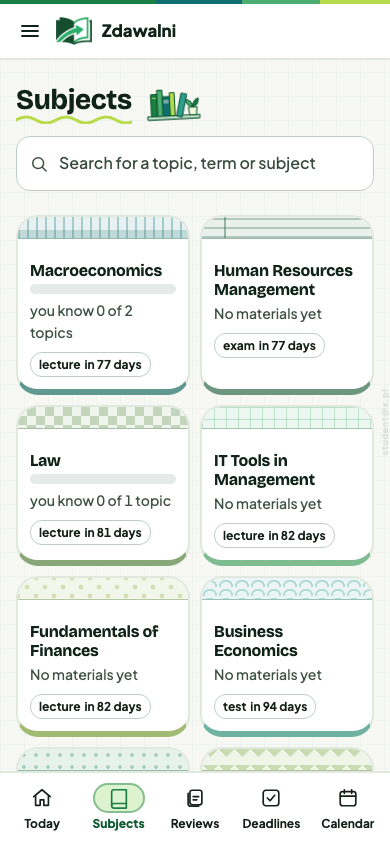 Zdawalni
Subjects
Search for a topic, term or subject
Macroeconomics
you know 0 of 2
topics
lecture in 77 days
Human Resources
Management
No materials yet
exam in 77 days
student@z.pl
Law
you know 0 of 1 topic
lecture in 81 days
IT Tools in
Management
No materials yet
lecture in 82 days
Fundamentals of
Finances
No materials yet
lecture in 82 days
Business
Economics
No materials yet
test in 94 days
Today
Subjects
Reviews
Deadlines
Calendar